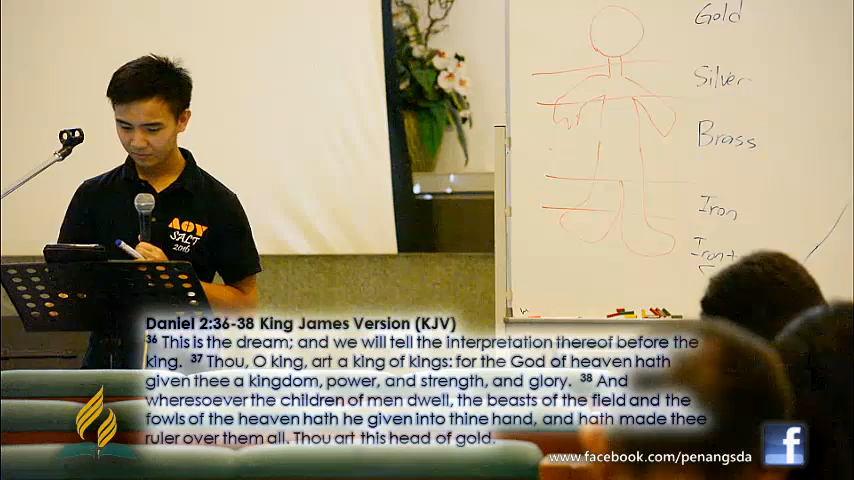 Gold
Silver
Brass
Iron
Iron+
AOY
SALT
2016
Daniel 2:36-38 King James Version (KJV)
36 This is the dream; and we will tell the interpretation thereof before the
king. 37 Thou, O king, art a king of kings: for the God of heaven hath
given thee a kingdom, power, and strength, and glory. 38 And
wheresoever the children of men dwell, the beasts of the field and the
fowls of the heaven hath he given into thine hand, and hath made thee
ruler over them all. Thou art this head of gold.
www.facebook.com/penangsda
f